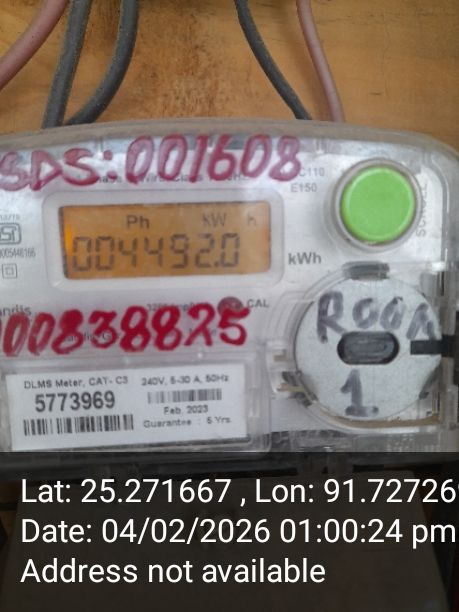 SDS: 001608
C110
E150
SCROLL
Ph kW h
004492.0
kWh
CAL
00838825
ROOM
1
DLMS Meter, CAT- C3
5773969
240V, 5-30 A, 50Hz
Feb, 2023
Guarantee : 5 Yrs.
Lat: 25.271667 , Lon: 91.72726
Date: 04/02/2026 01:00:24 pm
Address not available